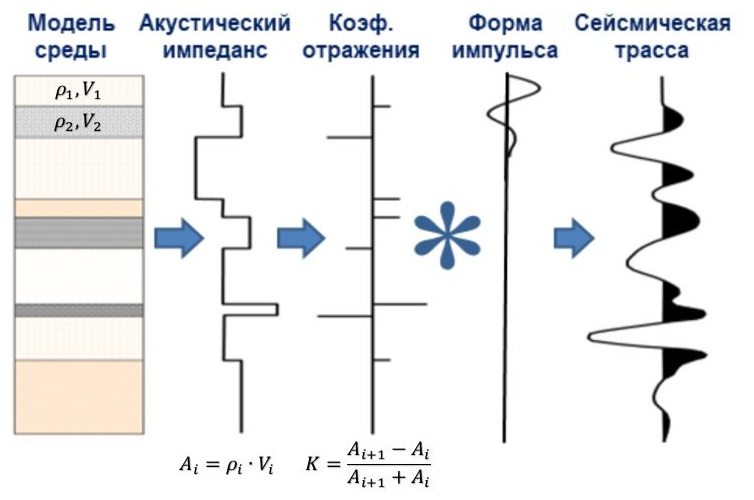 Модель среды
Акустический импеданс
Коэф. отражения
Форма импульса
Сейсмическая трасса
ρ₁,V₁
ρ₂,V₂
*
Aᵢ = ρᵢ · Vᵢ
K = (Aᵢ₊₁ − Aᵢ) / (Aᵢ₊₁ + Aᵢ)